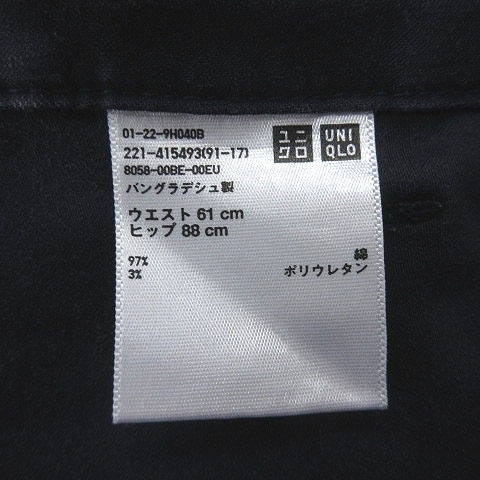 01-22-9H040B
ユニクロ
UNIQLO
221-415493(91-17)
8058-00BE-00EU
バングラデシュ製
ウエスト 61 cm
ヒップ 88 cm
97% 綿
3% ポリウレタン